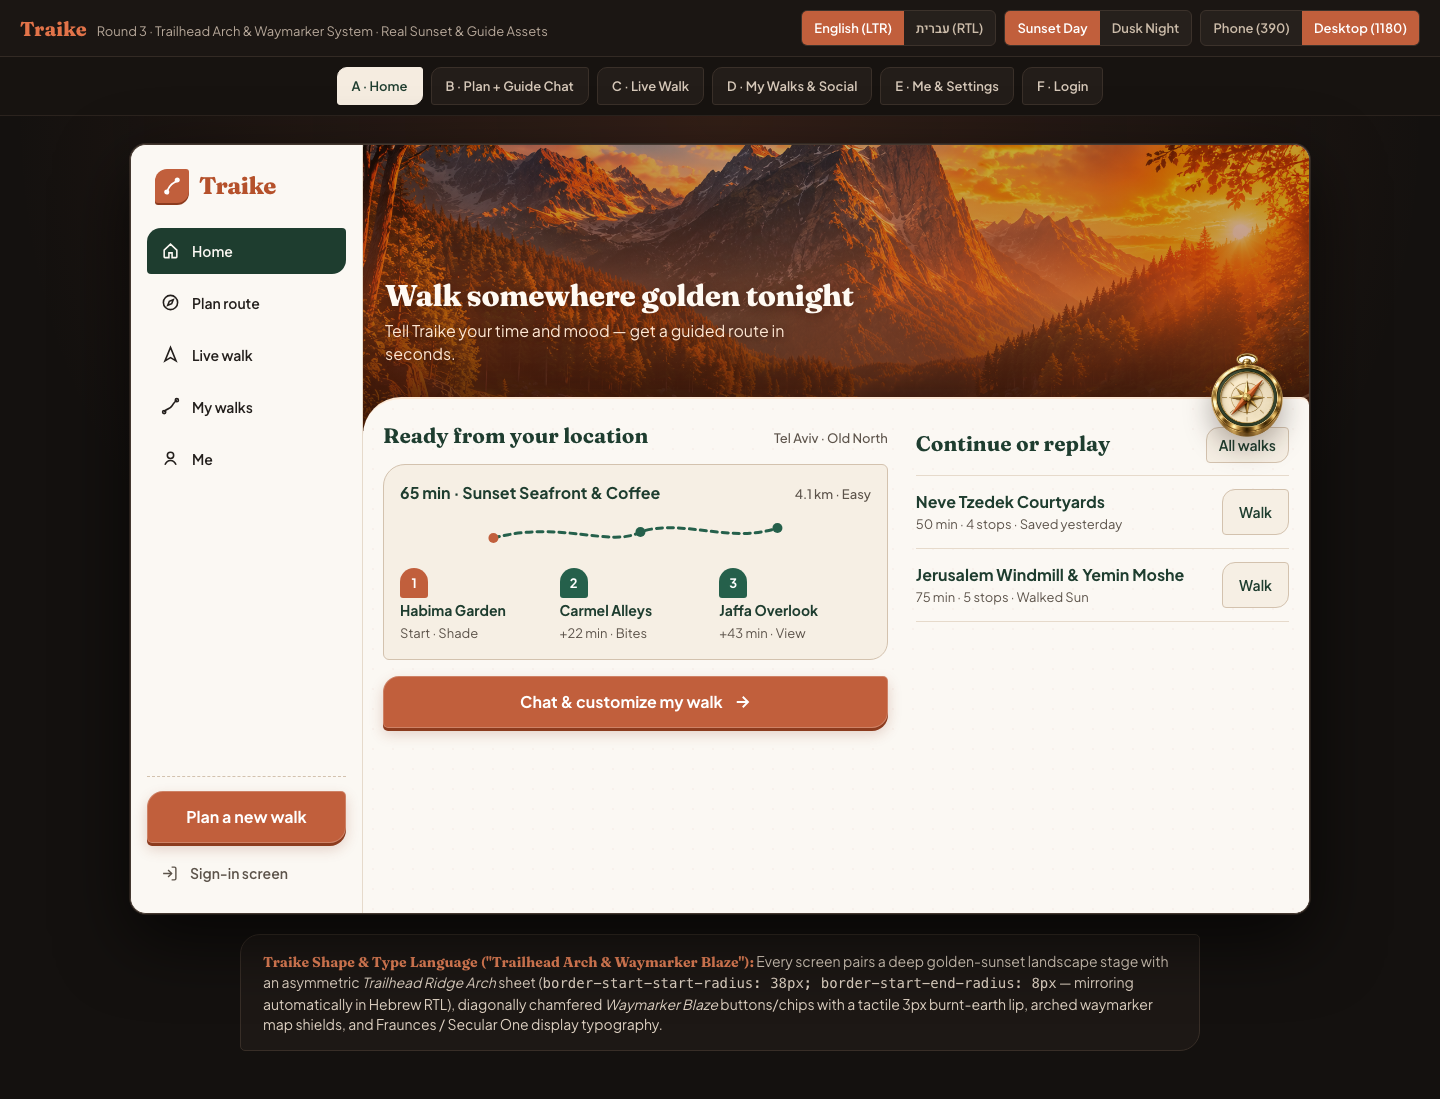 Traike Round 3 · Trailhead Arch & Waymarker System · Real Sunset & Guide Assets
English (LTR) עברית (RTL) Sunset Day Dusk Night Phone (390) Desktop (1180)
A · Home B · Plan + Guide Chat C · Live Walk D · My Walks & Social E · Me & Settings F · Login
Traike
Home
Plan route
Live walk
My walks
Me
Plan a new walk
Sign-in screen
Walk somewhere golden tonight
Tell Traike your time and mood — get a guided route in
seconds.
Ready from your location Tel Aviv · Old North
65 min · Sunset Seafront & Coffee 4.1 km · Easy
1 2 3
Habima Garden Carmel Alleys Jaffa Overlook
Start · Shade +22 min · Bites +43 min · View
Chat & customize my walk →
Continue or replay All walks
Neve Tzedek Courtyards
50 min · 4 stops · Saved yesterday
Walk
Jerusalem Windmill & Yemin Moshe
75 min · 5 stops · Walked Sun
Walk
Traike Shape & Type Language ("Trailhead Arch & Waymarker Blaze"): Every screen pairs a deep golden-sunset landscape stage with
an asymmetric Trailhead Ridge Arch sheet (border-start-start-radius: 38px; border-start-end-radius: 8px — mirroring
automatically in Hebrew RTL), diagonally chamfered Waymarker Blaze buttons/chips with a tactile 3px burnt-earth lip, arched waymarker
map shields, and Fraunces / Secular One display typography.